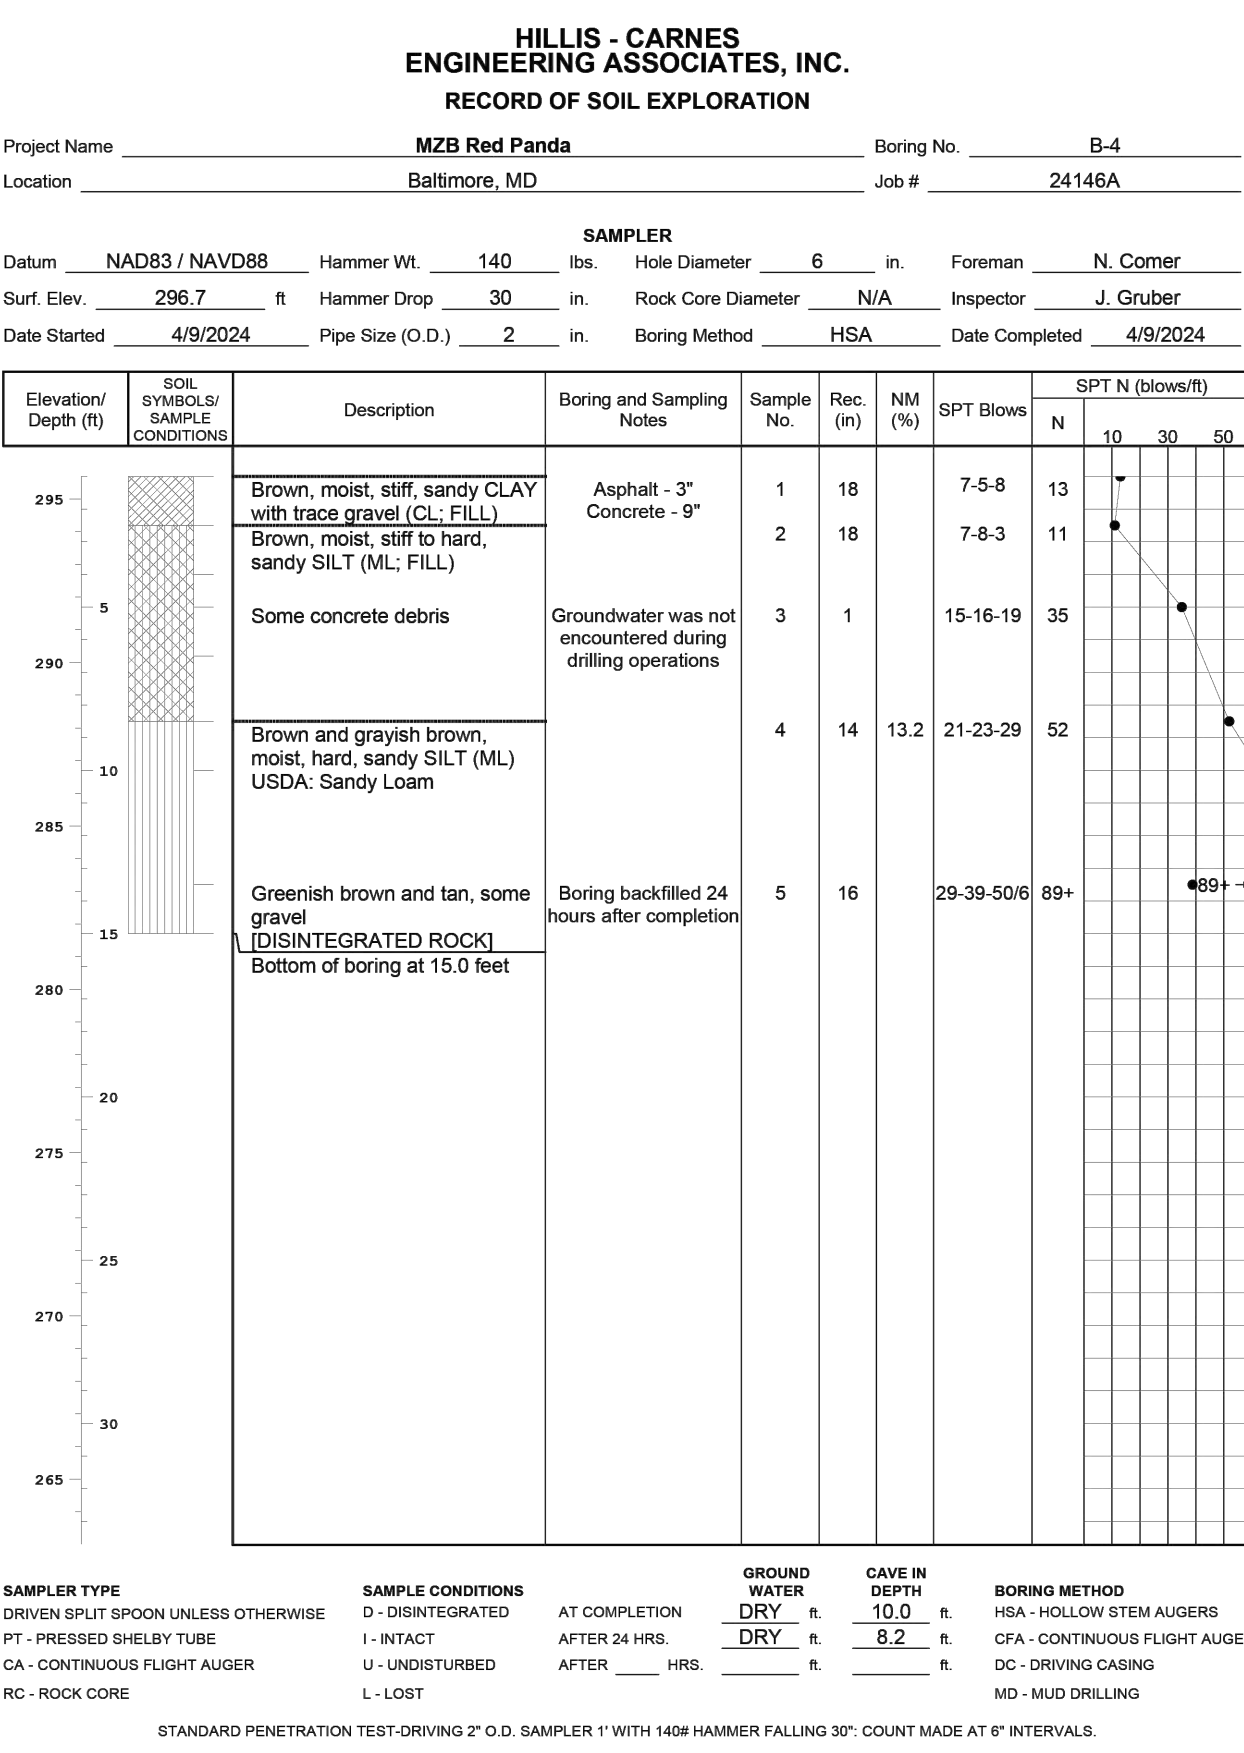 HILLIS - CARNES
ENGINEERING ASSOCIATES, INC.
RECORD OF SOIL EXPLORATION
Project Name MZB Red Panda Boring No. B-4
Location Baltimore, MD Job # 24146A
SAMPLER
Datum NAD83 / NAVD88 Hammer Wt. 140 lbs. Hole Diameter 6 in. Foreman N. Comer
Surf. Elev. 296.7 ft Hammer Drop 30 in. Rock Core Diameter N/A Inspector J. Gruber
Date Started 4/9/2024 Pipe Size (O.D.) 2 in. Boring Method HSA Date Completed 4/9/2024
Elevation/
Depth (ft)
SOIL
SYMBOLS/
SAMPLE
CONDITIONS
Description
Boring and Sampling
Notes
Sample
No.
Rec.
(in)
NM
(%)
SPT Blows
SPT N (blows/ft)
N
10 30 50
295
Brown, moist, stiff, sandy CLAY
with trace gravel (CL; FILL)
Asphalt - 3"
Concrete - 9"
1 18 7-5-8 13
Brown, moist, stiff to hard,
sandy SILT (ML; FILL)
2 18 7-8-3 11
5
Some concrete debris
Groundwater was not
encountered during
drilling operations
3 1 15-16-19 35
290
Brown and grayish brown,
moist, hard, sandy SILT (ML)
USDA: Sandy Loam
4 14 13.2 21-23-29 52
10
285
Greenish brown and tan, some
gravel
[DISINTEGRATED ROCK]
Boring backfilled 24
hours after completion
5 16 29-39-50/6 89+
89+
15
Bottom of boring at 15.0 feet
280
20
275
25
270
30
265
GROUND
WATER
CAVE IN
DEPTH
SAMPLER TYPE SAMPLE CONDITIONS BORING METHOD
DRIVEN SPLIT SPOON UNLESS OTHERWISE D - DISINTEGRATED AT COMPLETION DRY ft. 10.0 ft. HSA - HOLLOW STEM AUGERS
PT - PRESSED SHELBY TUBE I - INTACT AFTER 24 HRS. DRY ft. 8.2 ft. CFA - CONTINUOUS FLIGHT AUGE
CA - CONTINUOUS FLIGHT AUGER U - UNDISTURBED AFTER HRS. ft. ft. DC - DRIVING CASING
RC - ROCK CORE L - LOST MD - MUD DRILLING
STANDARD PENETRATION TEST-DRIVING 2" O.D. SAMPLER 1' WITH 140# HAMMER FALLING 30": COUNT MADE AT 6" INTERVALS.